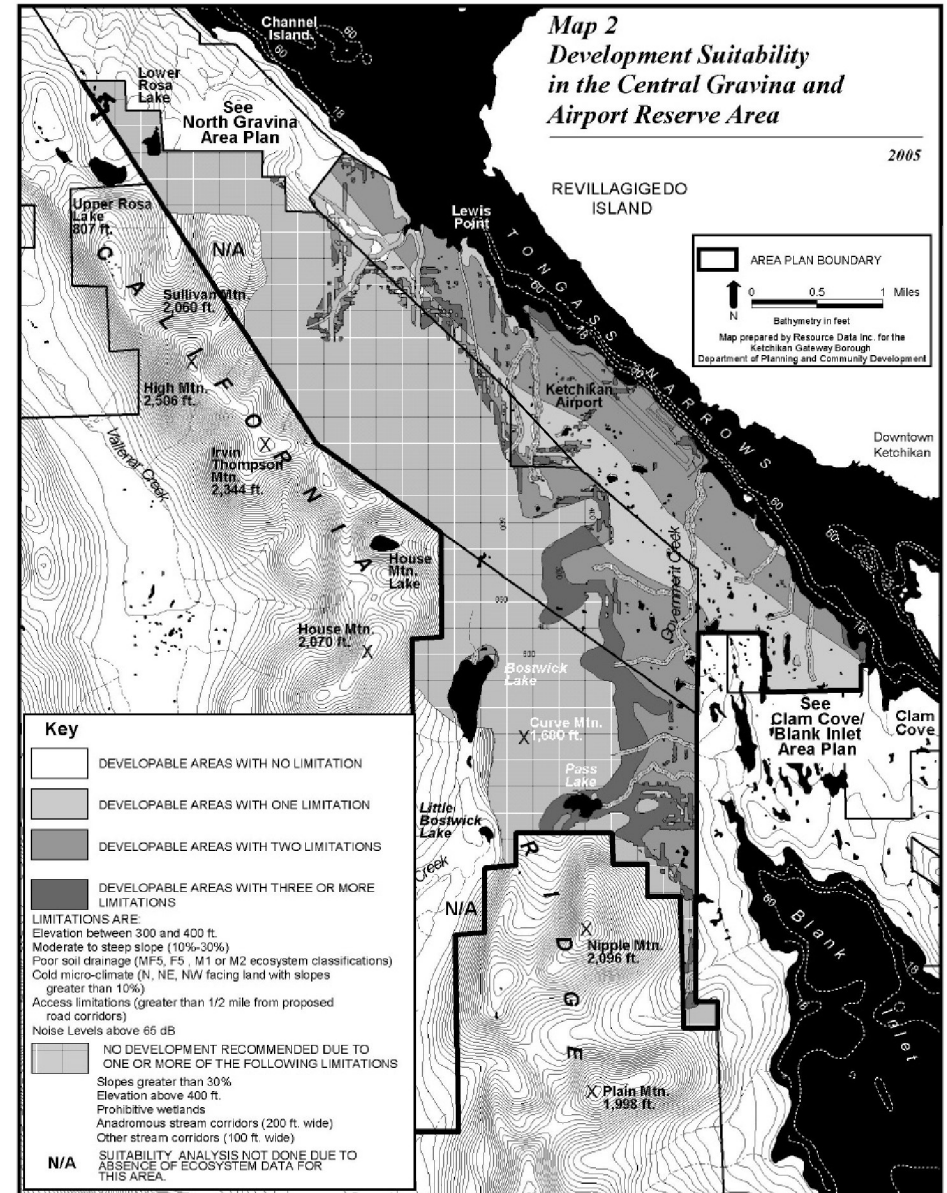 Map 2
Development Suitability
in the Central Gravina and
Airport Reserve Area
2005
Channel
Island
60
60
18
Lower
Rosa
Lake
See
North Gravina
Area Plan
REVILLAGIGEDO
ISLAND
Lewis
Point
Upper Rosa
Lake
807 ft.
N/A
TONGASS NARROWS
60
18
AREA PLAN BOUNDARY
0 0.5 1 Miles
N
Bathymetry in feet
Map prepared by Resource Data Inc. for the
Ketchikan Gateway Borough
Department of Planning and Community Development
Sullivan Mtn.
2,060 ft.
CALIFORNIA
High Mtn.
2,506 ft.
Ketchikan
Airport
Downtown
Ketchikan
Vallenar Creek
Irvin
Thompson
Mtn.
2,344 ft.
House
Mtn.
Lake
Government Creek
60
60
18
House Mtn.
2,070 ft.
Bostwick
Lake
Curve Mtn.
1,600 ft.
See
Clam Cove/
Blank Inlet
Area Plan
Clam
Cove
Pass
Lake
Little
Bostwick
Lake
Creek
N/A
RIDGE
Nipple Mtn.
2,096 ft.
60
18
18
Blank Inlet
Plain Mtn.
1,998 ft.
Key
DEVELOPABLE AREAS WITH NO LIMITATION
DEVELOPABLE AREAS WITH ONE LIMITATION
DEVELOPABLE AREAS WITH TWO LIMITATIONS
DEVELOPABLE AREAS WITH THREE OR MORE
LIMITATIONS
LIMITATIONS ARE:
Elevation between 300 and 400 ft.
Moderate to steep slope (10%-30%)
Poor soil drainage (MF5, F5 , M1 or M2 ecosystem classifications)
Cold micro-climate (N, NE, NW facing land with slopes
greater than 10%)
Access limitations (greater than 1/2 mile from proposed
road corridors)
Noise Levels above 65 dB
NO DEVELOPMENT RECOMMENDED DUE TO
ONE OR MORE OF THE FOLLOWING LIMITATIONS
Slopes greater than 30%
Elevation above 400 ft.
Prohibitive wetlands
Anadromous stream corridors (200 ft. wide)
Other stream corridors (100 ft. wide)
N/A SUITABILITY ANALYSIS NOT DONE DUE TO
ABSENCE OF ECOSYSTEM DATA FOR
THIS AREA.